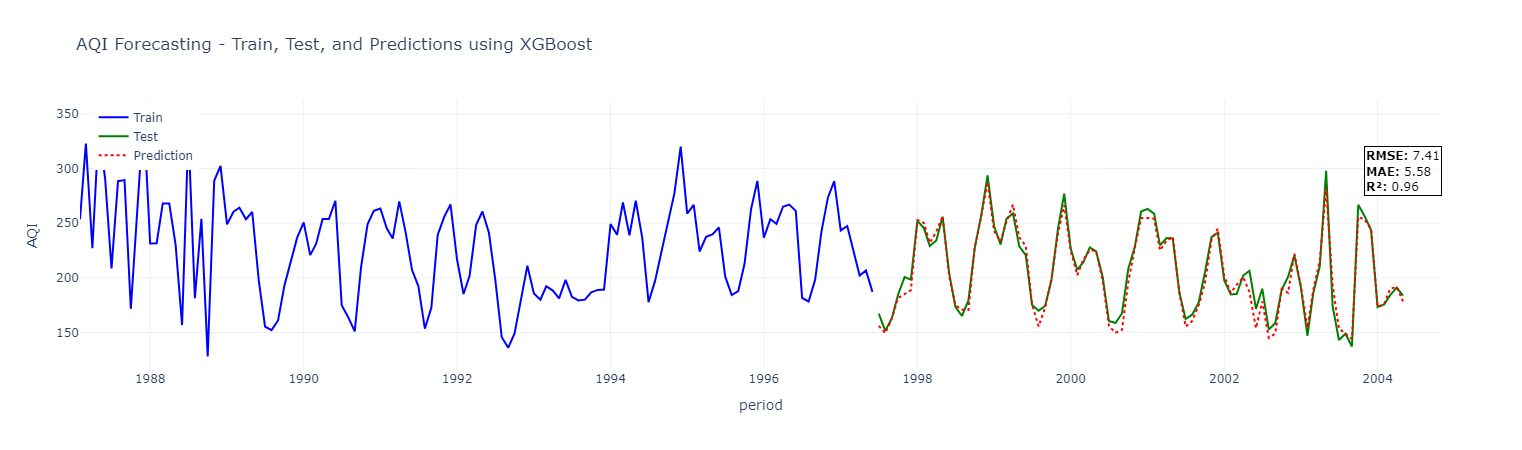 AQI Forecasting - Train, Test, and Predictions using XGBoost
350
300
250
200
150
AQI
Train
Test
Prediction
RMSE: 7.41
MAE: 5.58
R²: 0.96
1988
1990
1992
1994
1996
1998
2000
2002
2004
period